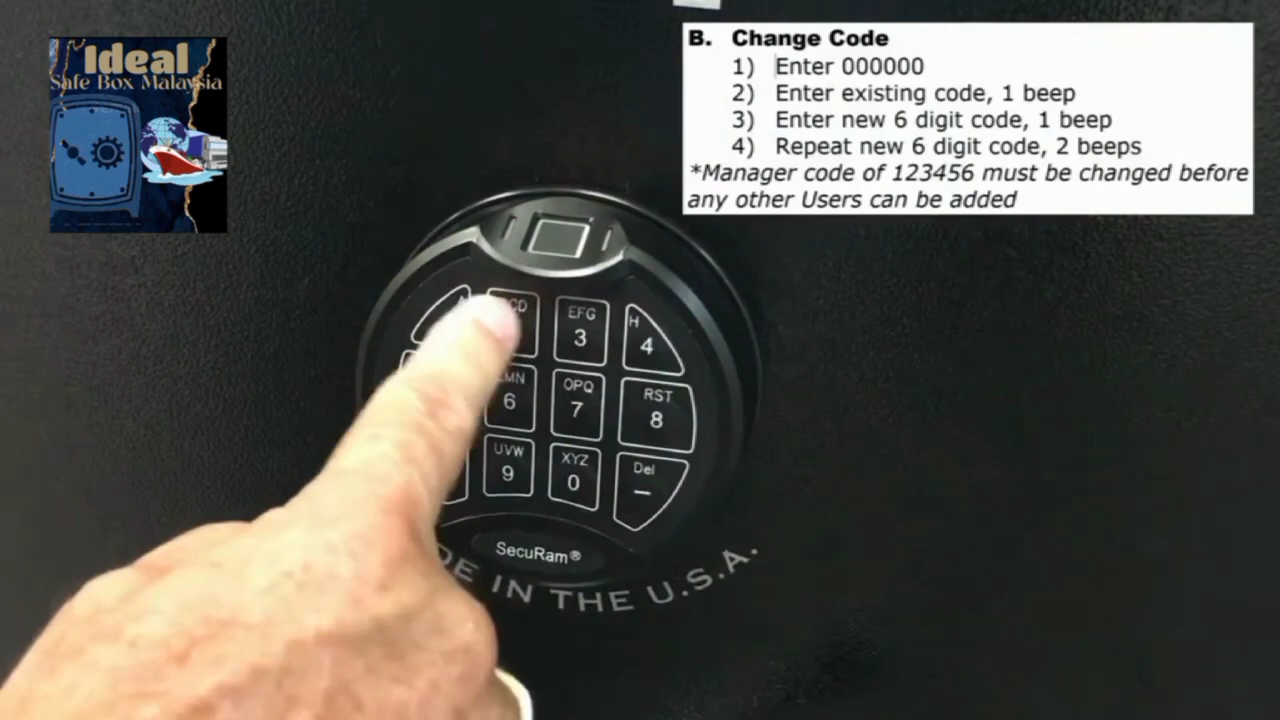 Ideal
Safe Box Malaysia
B. Change Code
1) Enter 000000
2) Enter existing code, 1 beep
3) Enter new 6 digit code, 1 beep
4) Repeat new 6 digit code, 2 beeps
*Manager code of 123456 must be changed before
any other Users can be added
EFG
3
H
4
6
OPQ
7
RST
8
UVW
9
XYZ
0
Del
–
SecuRam®
IN THE U.S.A.